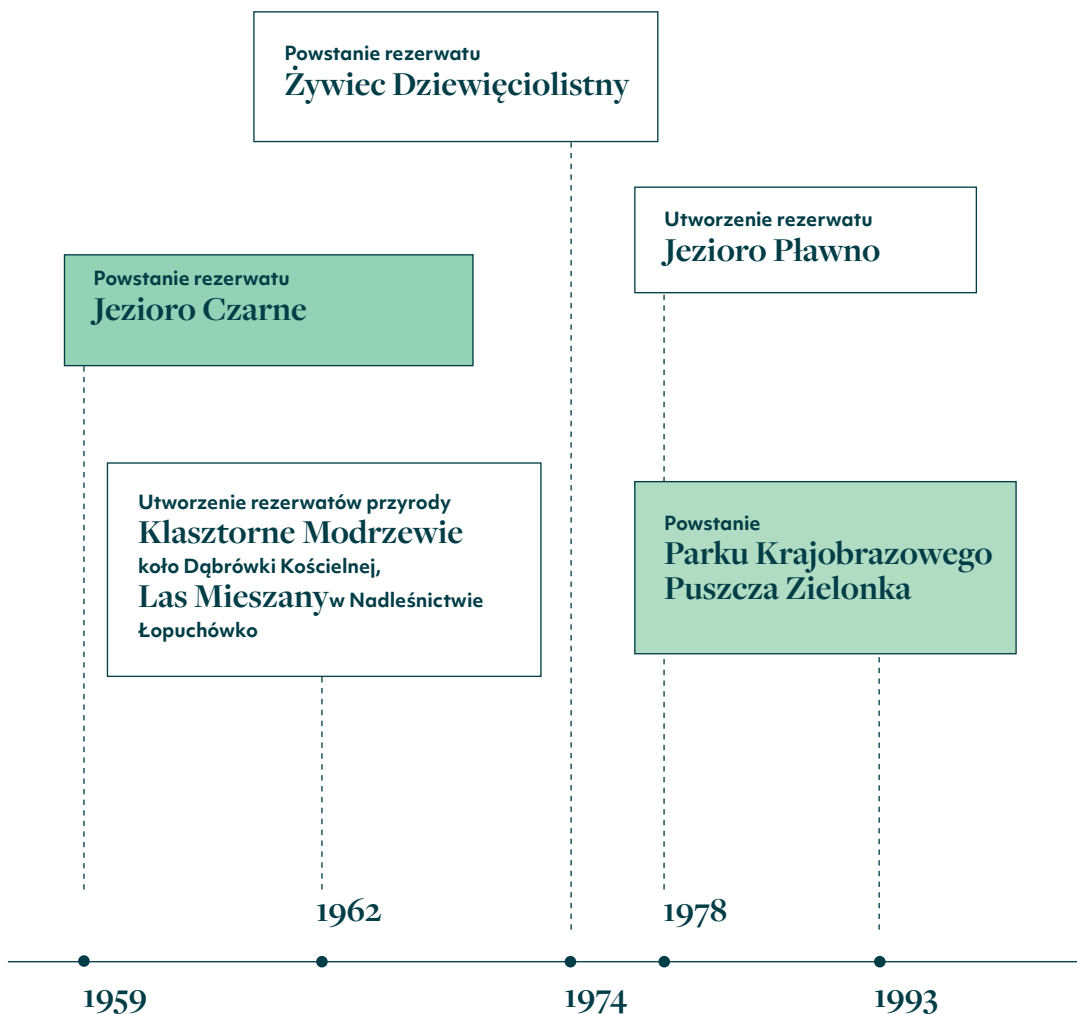 Powstanie rezerwatu
Żywiec Dziewięciolistny
Utworzenie rezerwatu
Jezioro Pławno
Powstanie rezerwatu
Jezioro Czarne
Utworzenie rezerwatów przyrody
Klasztorne Modrzewie
koło Dąbrówki Kościelnej,
Las Mieszany w Nadleśnictwie
Łopuchówko
Powstanie
Parku Krajobrazowego
Puszcza Zielonka
1962
1978
1959
1974
1993